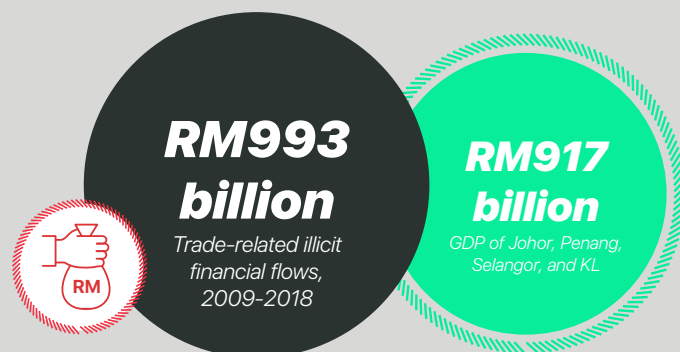 RM993
billion
Trade-related illicit
financial flows,
2009-2018
RM917
billion
GDP of Johor, Penang,
Selangor, and KL
RM